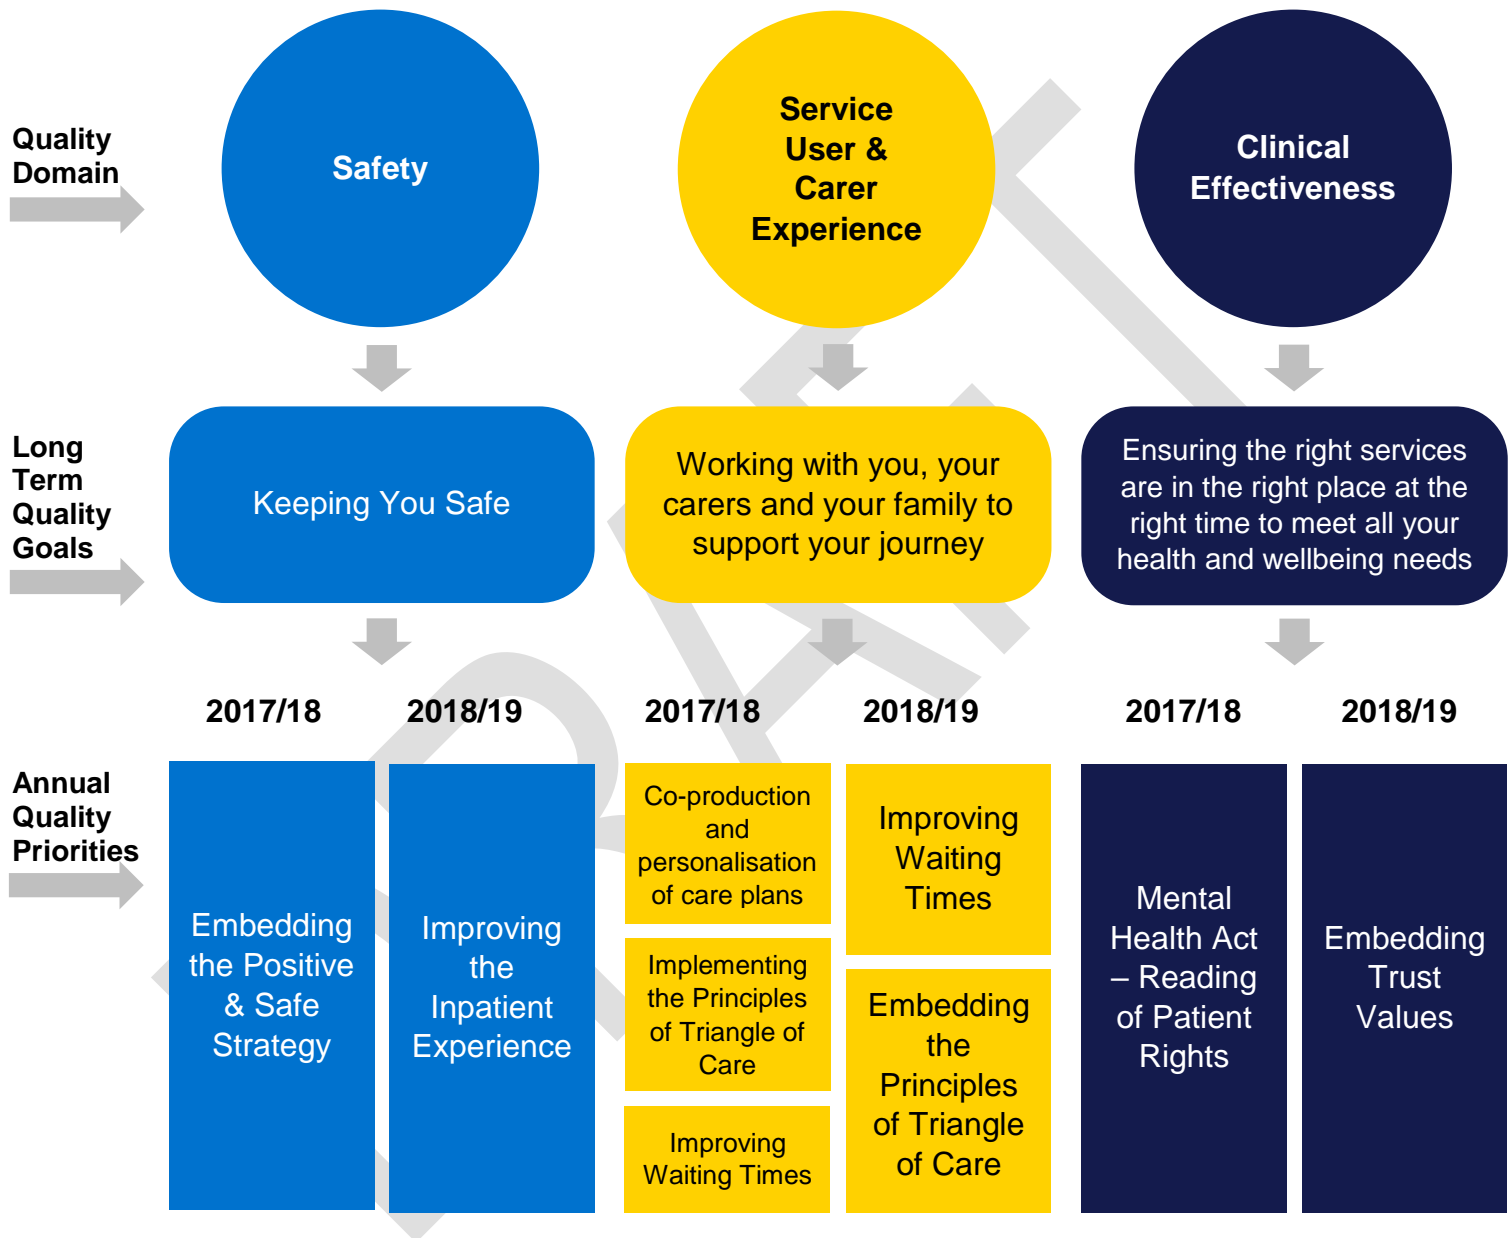 Quality
Domain
Safety
Service
User &
Carer
Experience
Clinical
Effectiveness
Long
Term
Quality
Goals
Keeping You Safe
Working with you, your
carers and your family to
support your journey
Ensuring the right services
are in the right place at the
right time to meet all your
health and wellbeing needs
2017/18
2018/19
2017/18
2018/19
2017/18
2018/19
Annual
Quality
Priorities
Embedding
the Positive
& Safe
Strategy
Improving
the
Inpatient
Experience
Co-production
and
personalisation
of care plans
Implementing
the Principles
of Triangle of
Care
Improving
Waiting Times
Improving
Waiting
Times
Embedding
the
Principles
of Triangle
of Care
Mental
Health Act
– Reading
of Patient
Rights
Embedding
Trust
Values
DRAFT